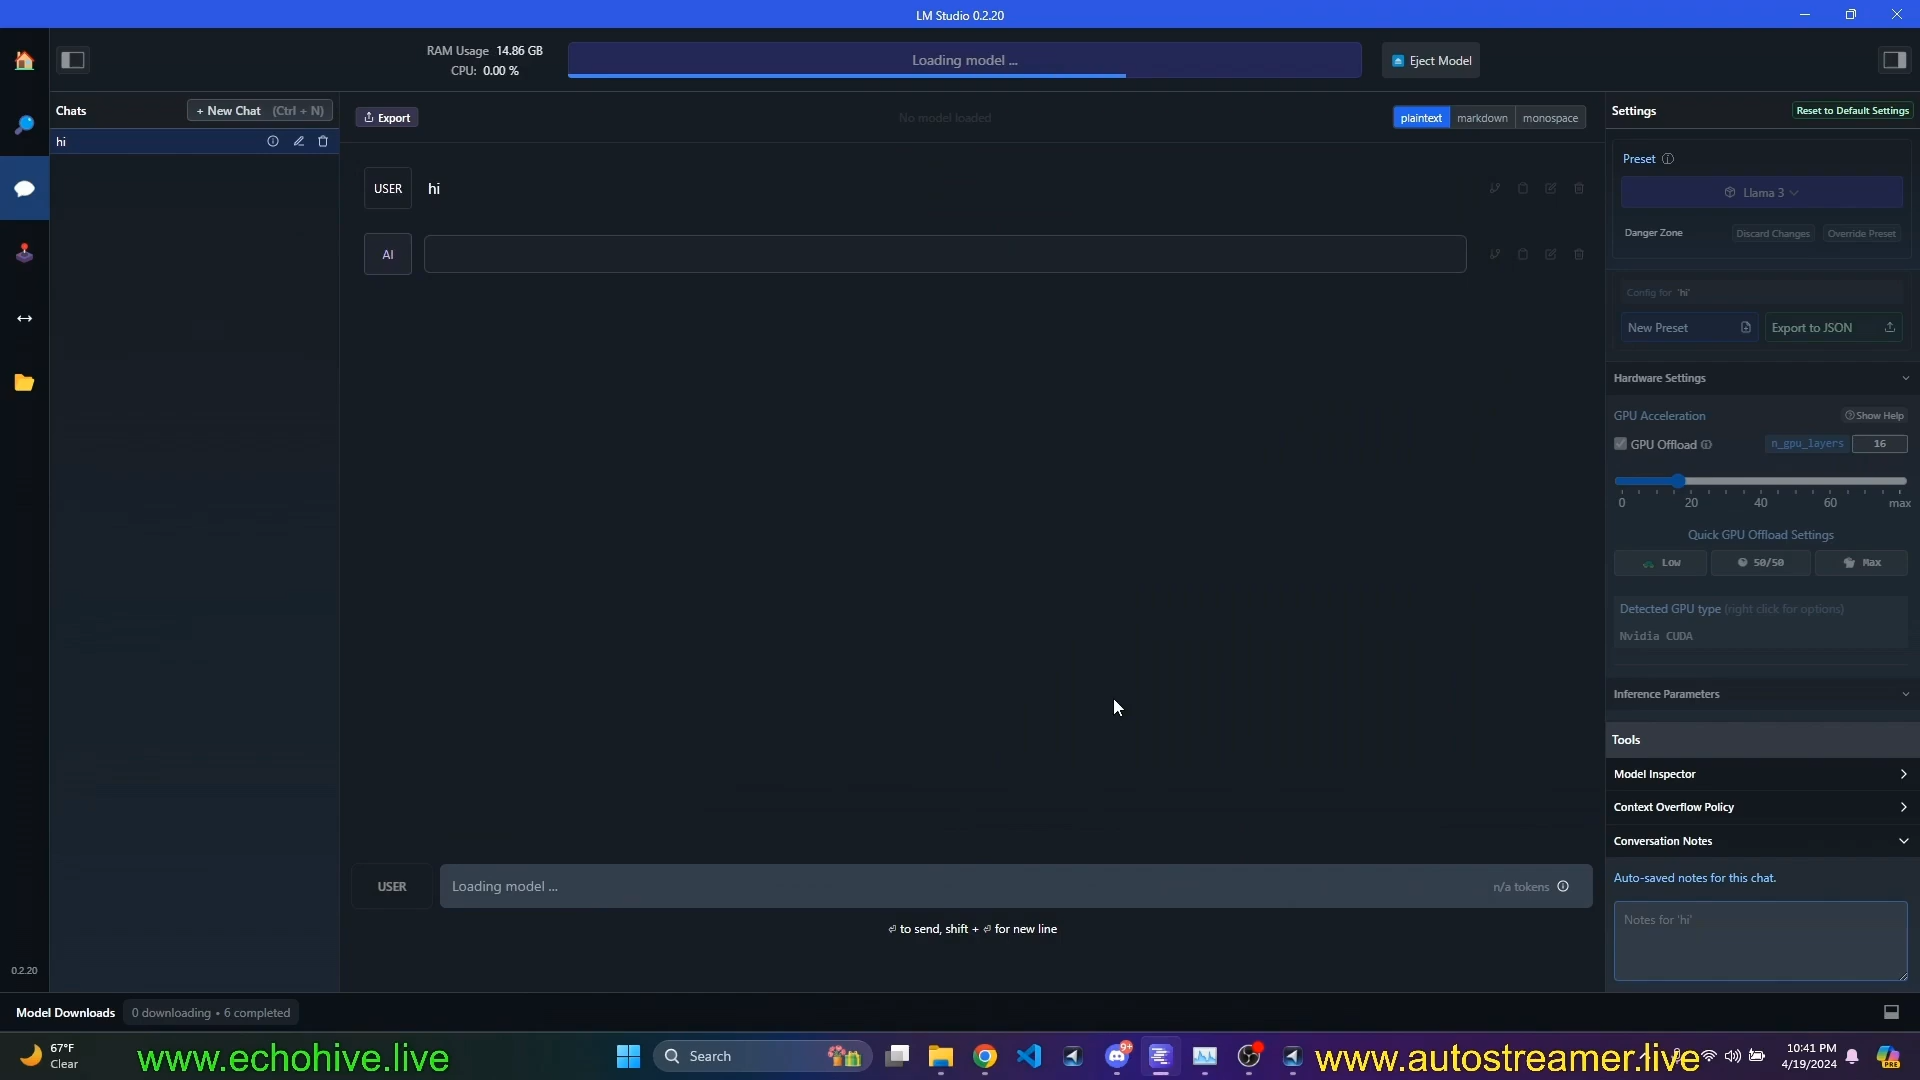 LM Studio 0.2.20
RAM Usage 14.86 GB
CPU: 0.00 %
Loading model ...
Eject Model
Chats
+ New Chat (Ctrl + N)
Export
No model loaded
plaintext markdown monospace
Settings
Reset to Default Settings
hi
USER hi
AI
Preset
Llama 3
Danger Zone Discard Changes Override Preset
Config for 'hi'
New Preset Export to JSON
Hardware Settings
GPU Acceleration Show Help
GPU Offload n_gpu_layers 16
0 20 40 60 max
Quick GPU Offload Settings
Low 50/50 Max
Detected GPU type (right click for options)
Nvidia CUDA
Inference Parameters
Tools
Model Inspector
Context Overflow Policy
Conversation Notes
Auto-saved notes for this chat.
Notes for 'hi'
USER Loading model ... n/a tokens
⏎ to send, shift + ⏎ for new line
0.2.20
Model Downloads 0 downloading • 6 completed
67°F
Clear
www.echohive.live
Search
9+
www.autostreamer.live
10:41 PM
4/19/2024
PRE